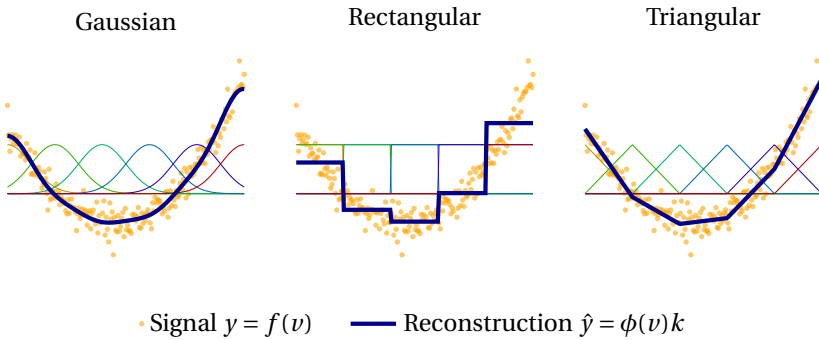 Gaussian Rectangular Triangular
Signal y = f(v) Reconstruction ŷ = ϕ(v)k